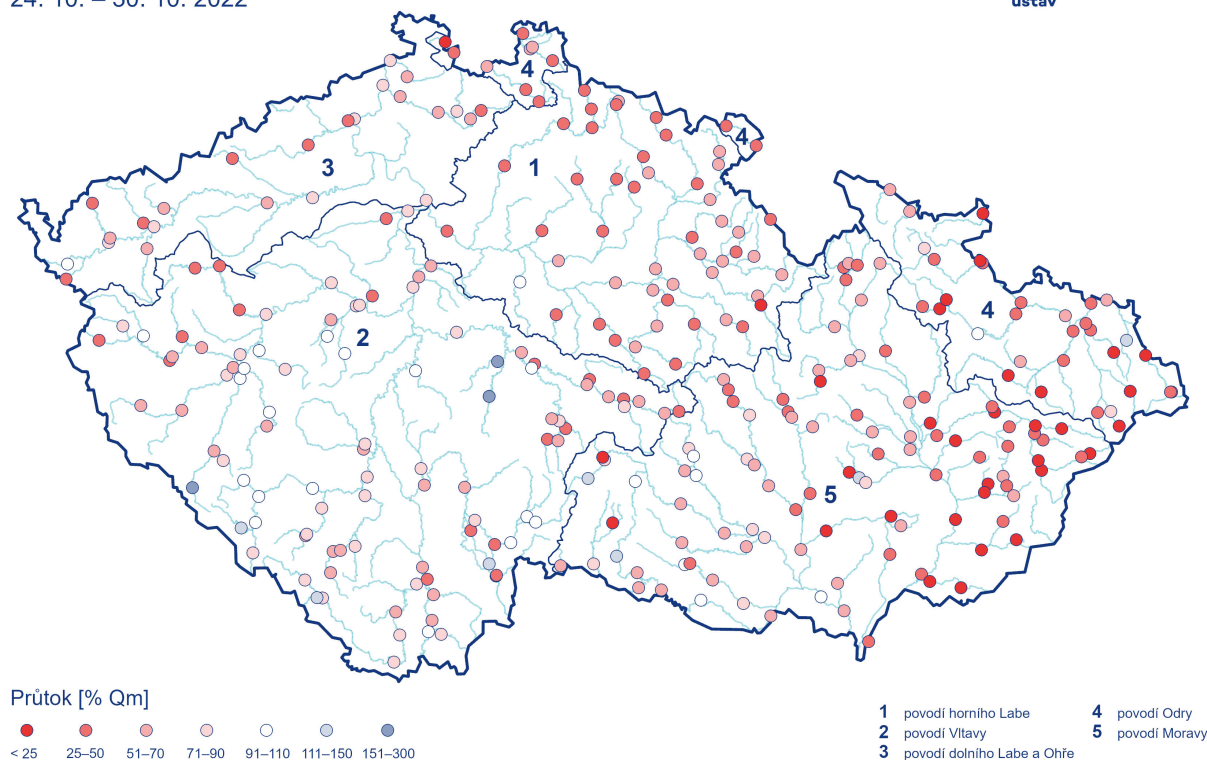 24. 10. – 30. 10. 2022
ústav
4
4
3
1
4
2
5
Průtok [% Qm]
< 25 25–50 51–70 71–90 91–110 111–150 151–300
1 povodí horního Labe
2 povodí Vltavy
3 povodí dolního Labe a Ohře
4 povodí Odry
5 povodí Moravy